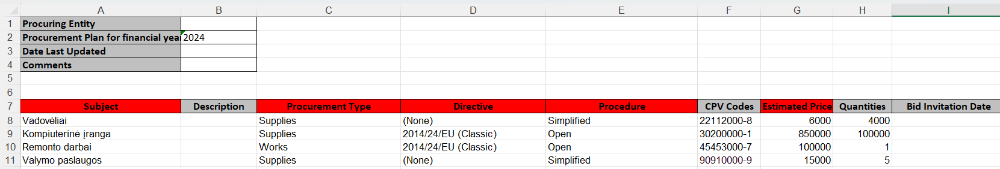 A B C D E F G H I
1 Procuring Entity
2 Procurement Plan for financial yea 2024
3 Date Last Updated
4 Comments
5
6
7 Subject Description Procurement Type Directive Procedure CPV Codes Estimated Price Quantities Bid Invitation Date
8 Vadovėliai Supplies (None) Simplified 22112000-8 6000 4000
9 Kompiuterinė įranga Supplies 2014/24/EU (Classic) Open 30200000-1 850000 100000
10 Remonto darbai Works 2014/24/EU (Classic) Open 45453000-7 100000 1
11 Valymo paslaugos Supplies (None) Simplified 90910000-9 15000 5